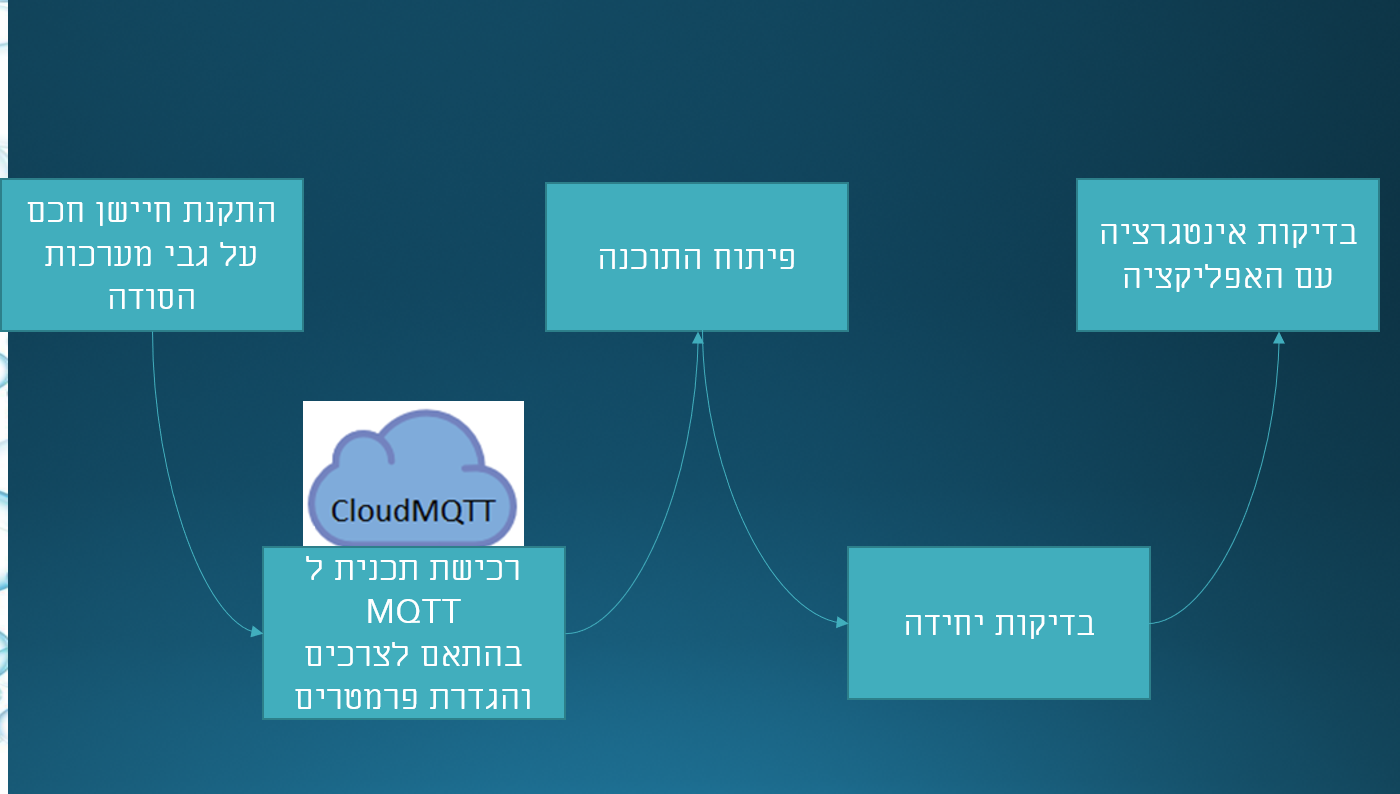 התקנת חיישן חכם
על גבי מערכות
הסודה
CloudMQTT
רכישת תכנית ל
MQTT
בהתאם לצרכים
והגדרת פרמטרים
פיתוח התוכנה
בדיקות יחידה
בדיקות אינטגרציה
עם האפליקציה